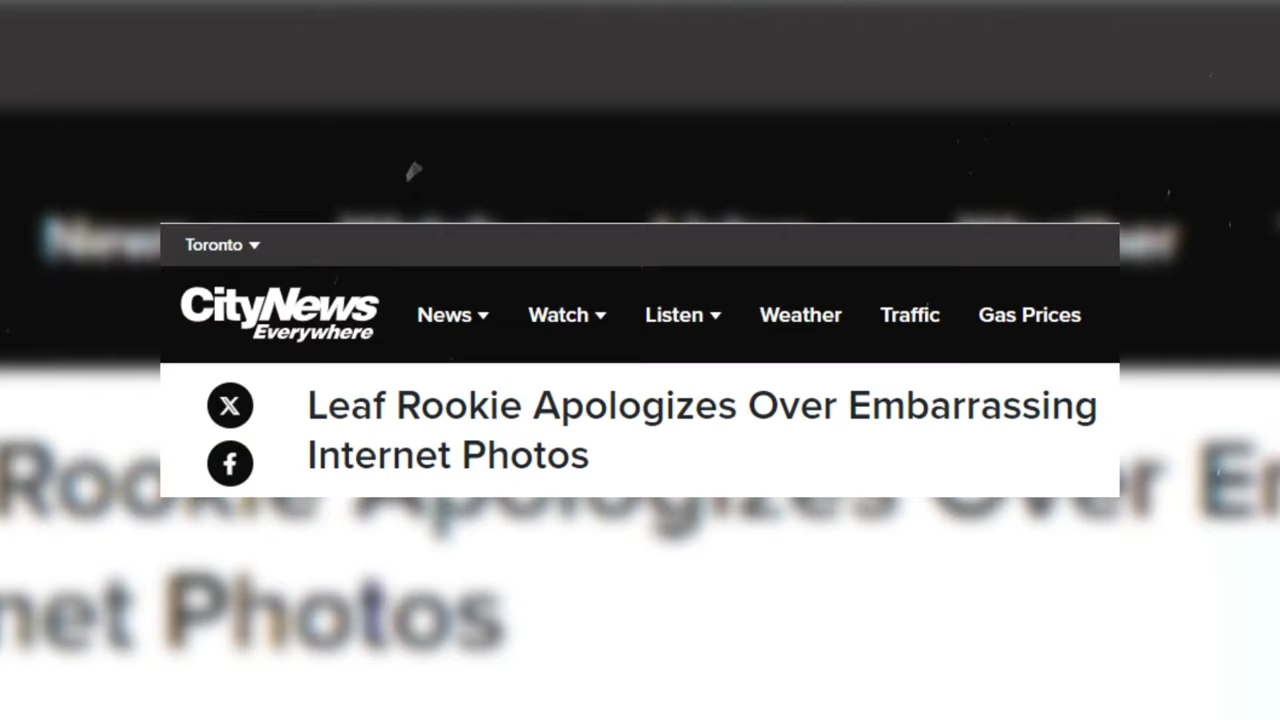 Toronto
CityNews
Everywhere
News Watch Listen Weather Traffic Gas Prices
Leaf Rookie Apologizes Over Embarrassing
Internet Photos